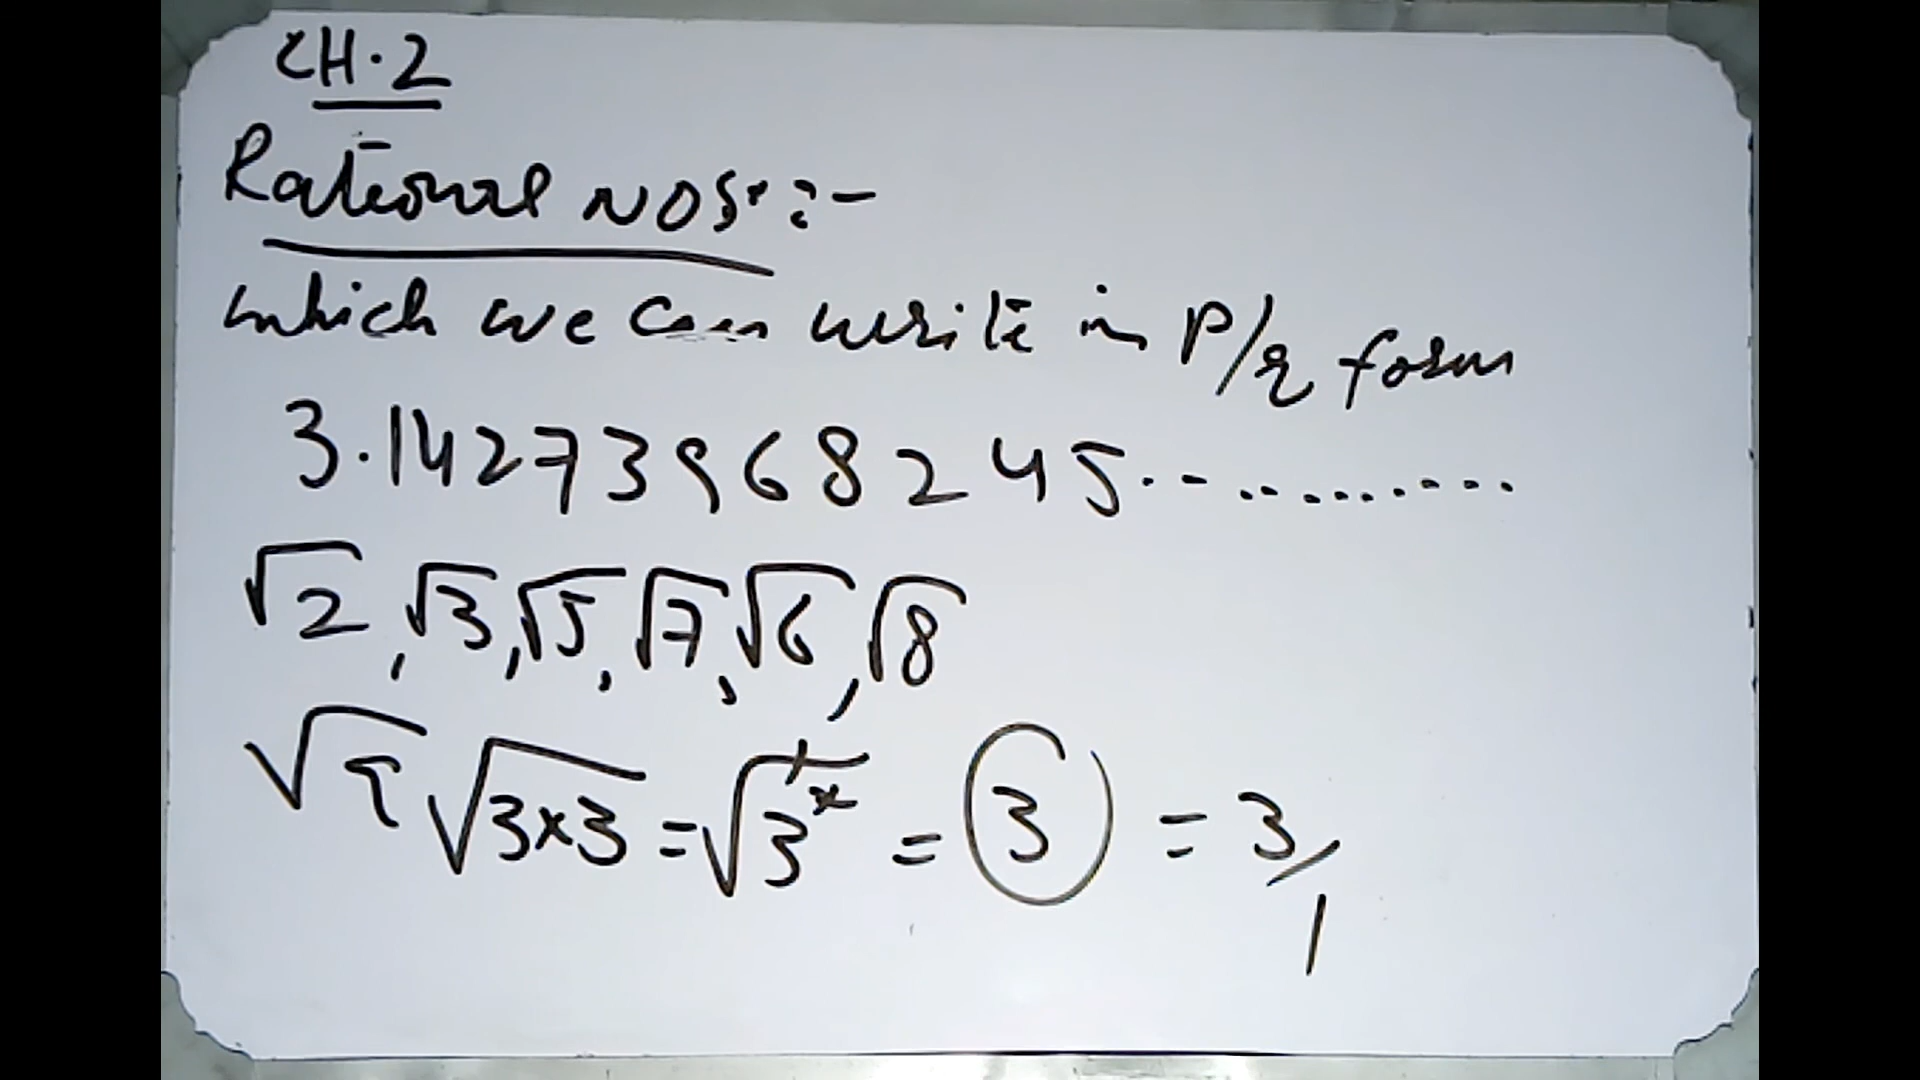 CH.2
Rational NOS. :-
which we can write in P/q form
3.14273968245............
√2, √3, √5, √7, √6, √8
√9 √3×3 = √3² = 3 = 3/1